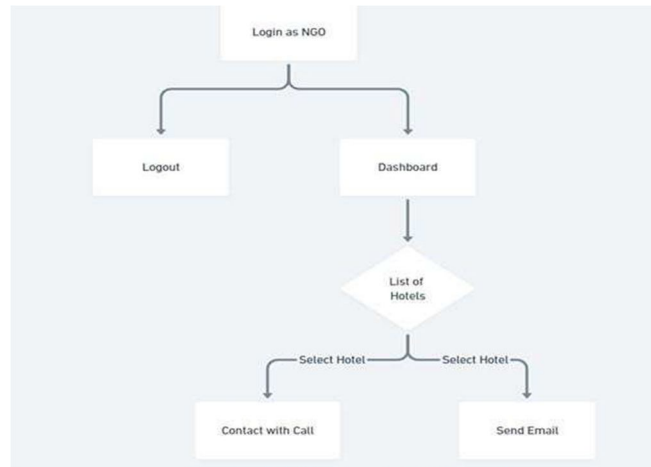 Login as NGO
Logout
Dashboard
List of
Hotels
Select Hotel
Select Hotel
Contact with Call
Send Email